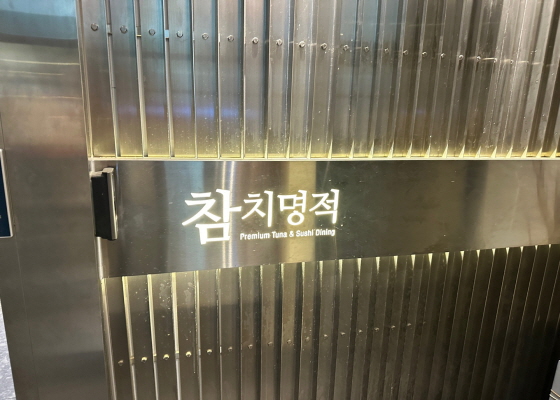 참치명적
Premium Tuna & Sushi Dining